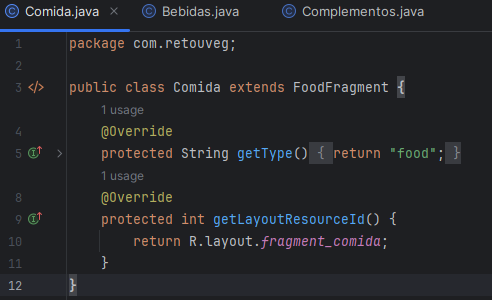 Comida.java × Bebidas.java Complementos.java
1 package com.retouveg;
2
3 </> public class Comida extends FoodFragment {
1 usage
4 @Override
5 protected String getType() { return "food"; }
1 usage
8 @Override
9 protected int getLayoutResourceId() {
10 return R.layout.fragment_comida;
11 }
12 }